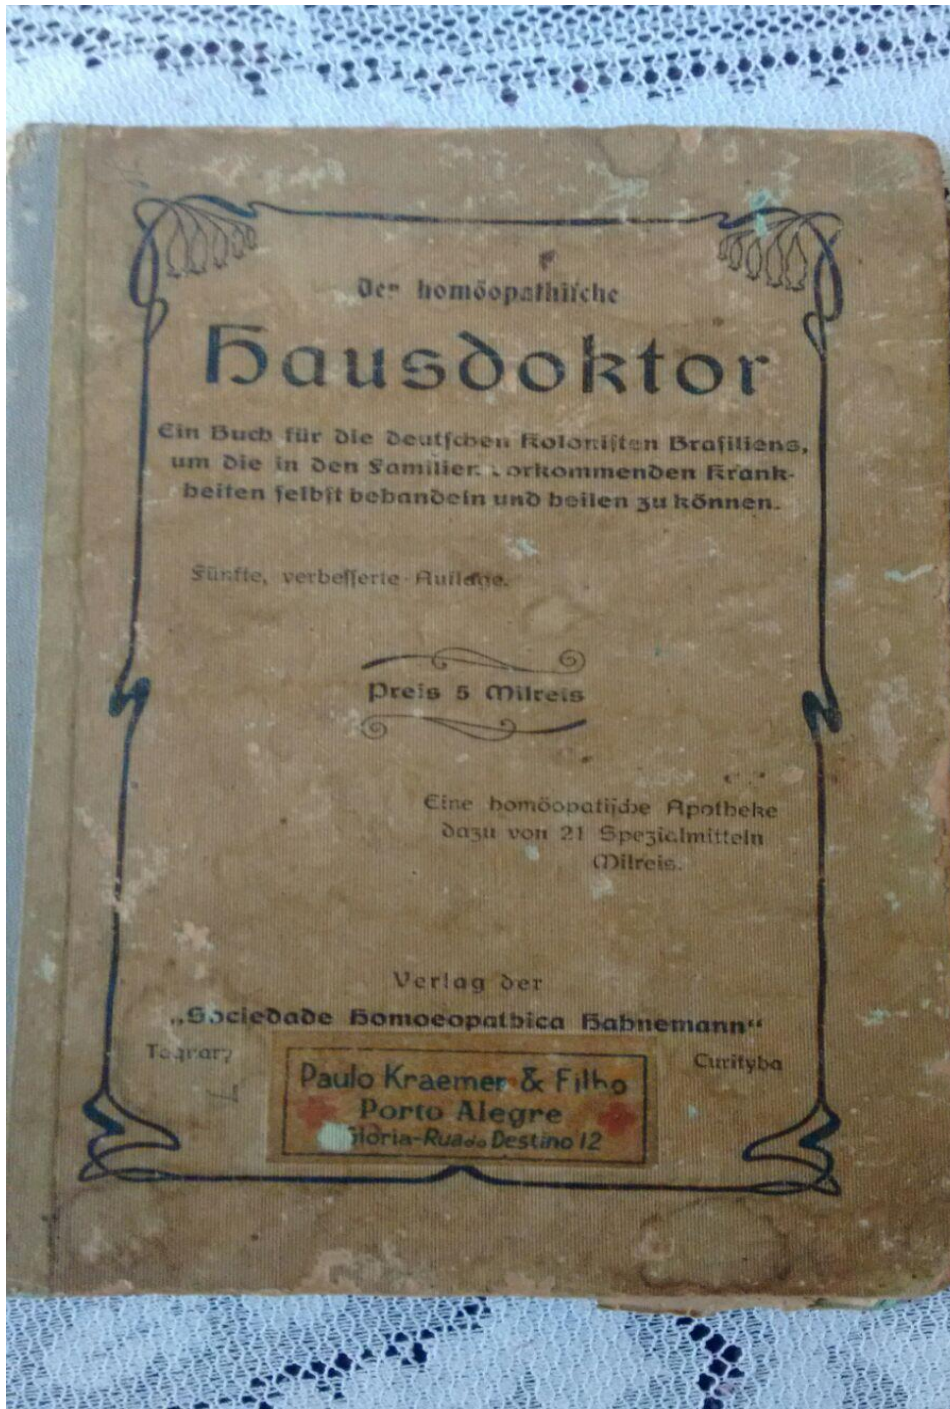 Der homöopathische
Hausdoktor
Ein Buch für die deutschen Kolonisten Brasiliens,
um die in den Familien vorkommenden Krank-
heiten selbst behandeln und heilen zu können.
Fünfte, verbesserte Auflage.
Preis 5 Milreis
Eine homöopatische Apotheke
dazu von 21 Spezialmitteln
Milreis.
Verlag der
„Sociedade Homoeopathica Hahnemann“
Curityba
Paulo Kraemer & Filho
Porto Alegre
Gloria-Rua do Destino 12